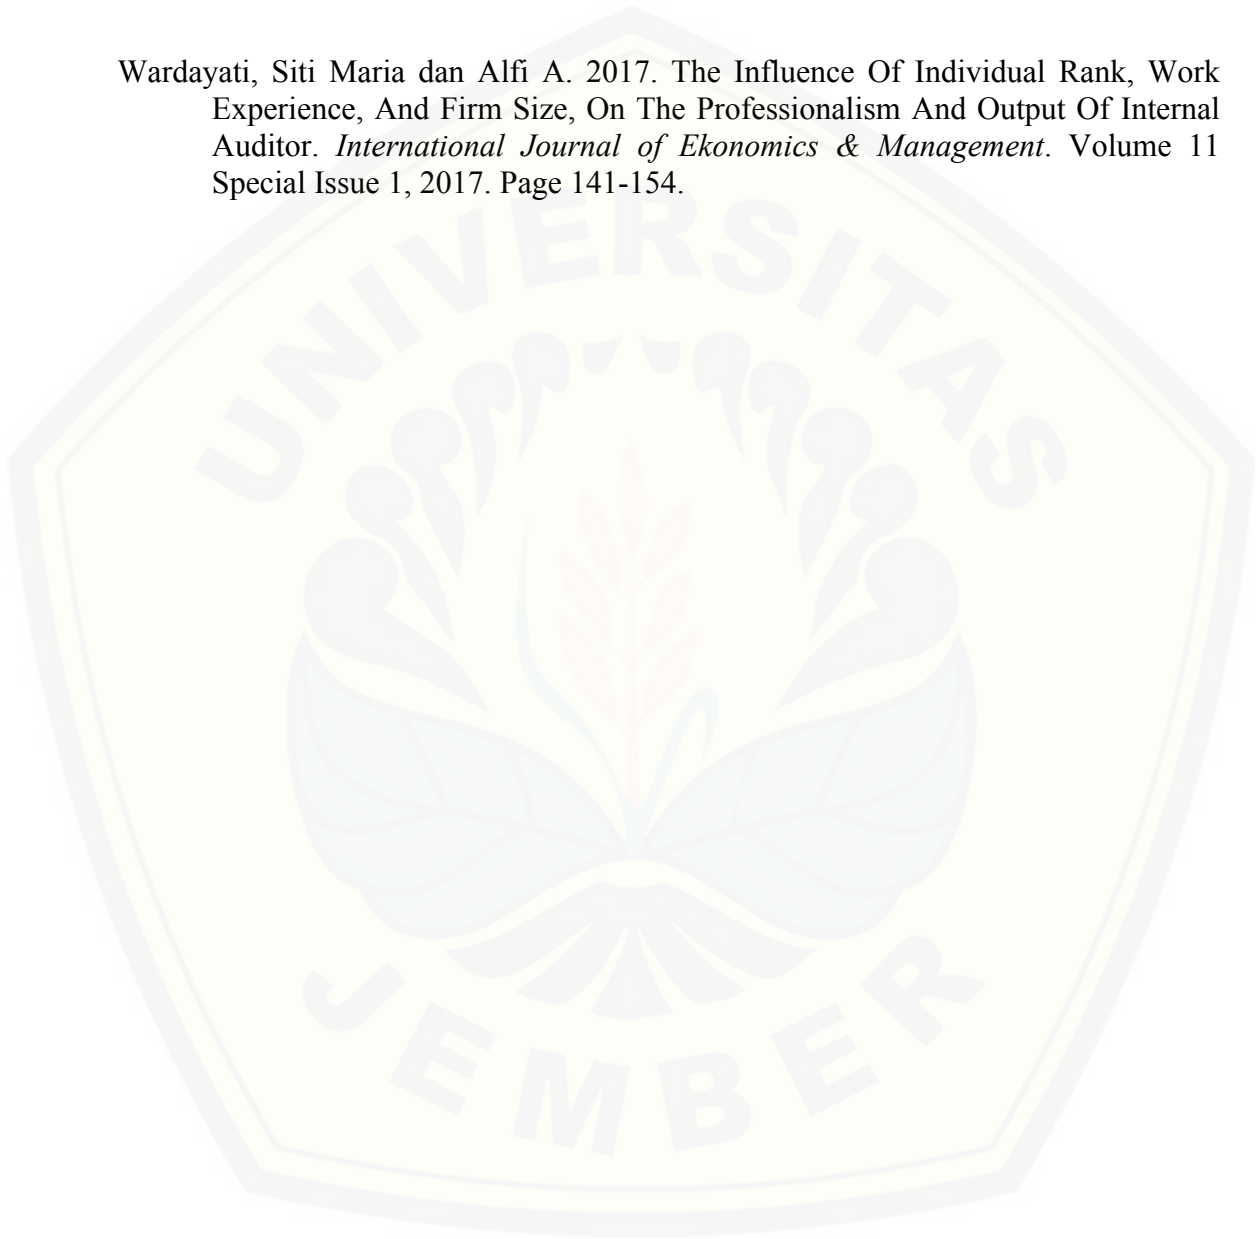 Wardayati, Siti Maria dan Alfi A. 2017. The Influence Of Individual Rank, Work
Experience, And Firm Size, On The Professionalism And Output Of Internal
Auditor. International Journal of Ekonomics & Management. Volume 11
Special Issue 1, 2017. Page 141-154.
UNIVERSITAS
JEMBER